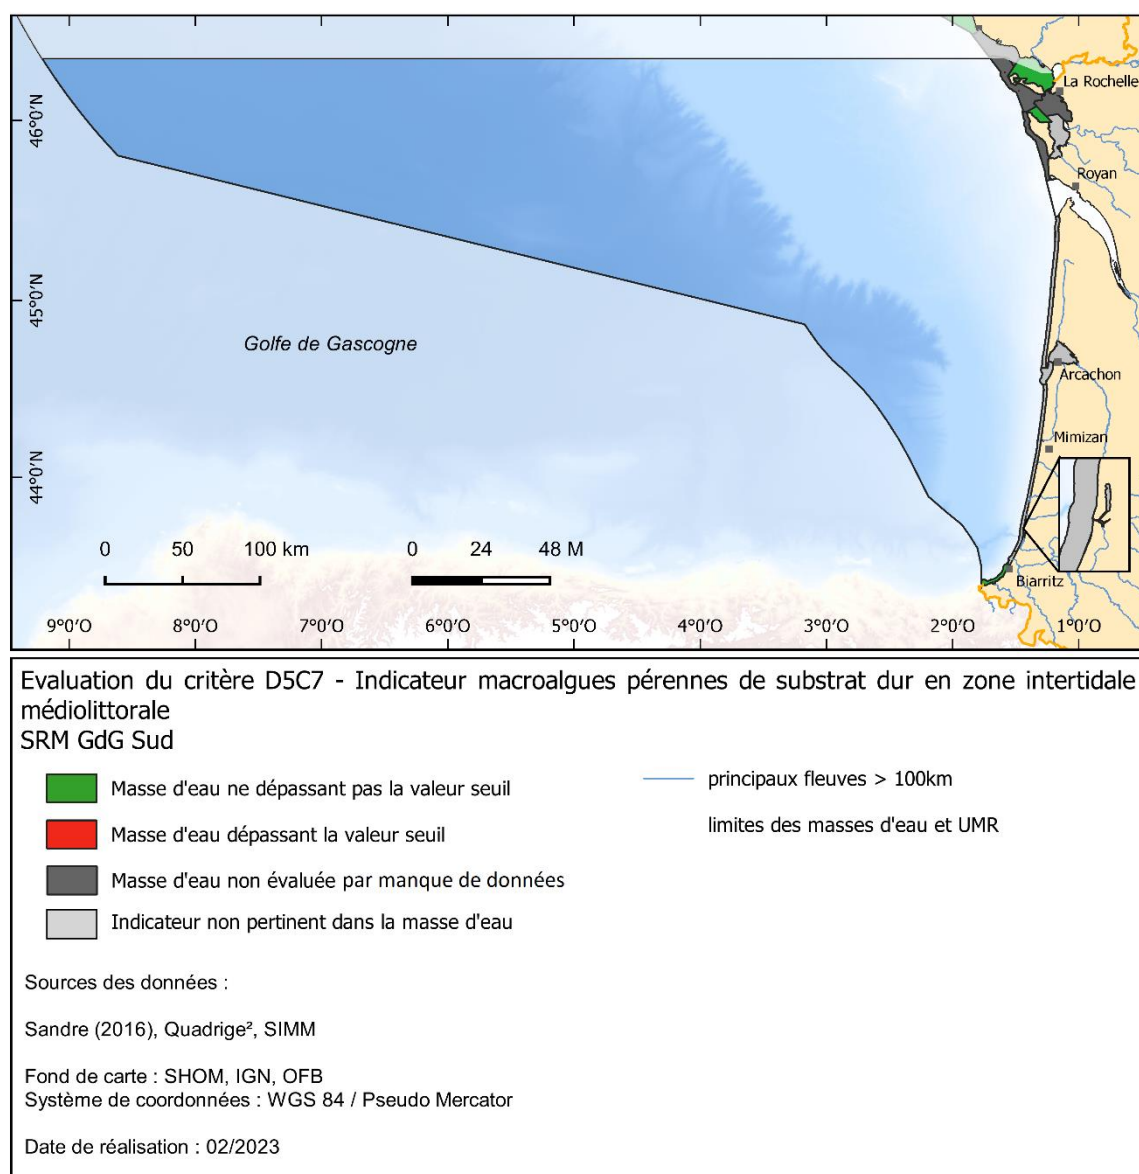 La Rochelle
46°0'N
Royan
45°0'N
Golfe de Gascogne
Arcachon
Mimizan
44°0'N
0 50 100 km
0 24 48 M
Biarritz
9°0'O 8°0'O 7°0'O 6°0'O 5°0'O 4°0'O 3°0'O 2°0'O 1°0'O
Evaluation du critère D5C7 - Indicateur macroalgues pérennes de substrat dur en zone intertidale
médiolittorale
SRM GdG Sud
Masse d'eau ne dépassant pas la valeur seuil
principaux fleuves > 100km
Masse d'eau dépassant la valeur seuil
limites des masses d'eau et UMR
Masse d'eau non évaluée par manque de données
Indicateur non pertinent dans la masse d'eau
Sources des données :
Sandre (2016), Quadrige², SIMM
Fond de carte : SHOM, IGN, OFB
Système de coordonnées : WGS 84 / Pseudo Mercator
Date de réalisation : 02/2023